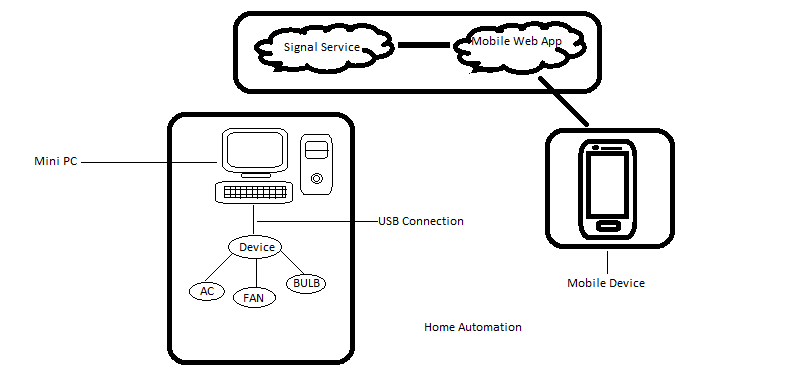 Signal Service
Mobile Web App
Mini PC
USB Connection
Device
AC
FAN
BULB
Mobile Device
Home Automation